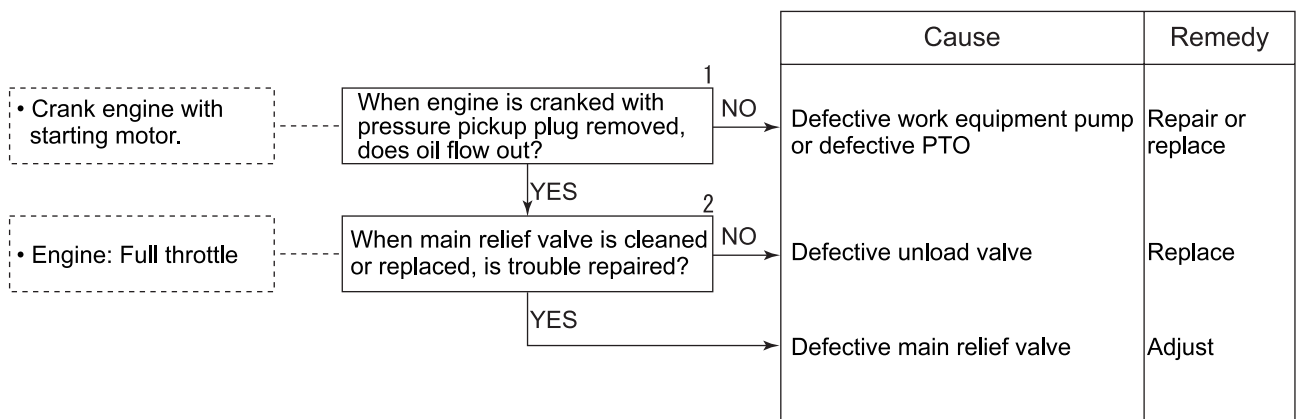 Cause
Remedy
1
• Crank engine with
starting motor.
When engine is cranked with
pressure pickup plug removed,
does oil flow out?
NO
Defective work equipment pump
or defective PTO
Repair or
replace
YES
2
• Engine: Full throttle
When main relief valve is cleaned
or replaced, is trouble repaired?
NO
Defective unload valve
Replace
YES
Defective main relief valve
Adjust